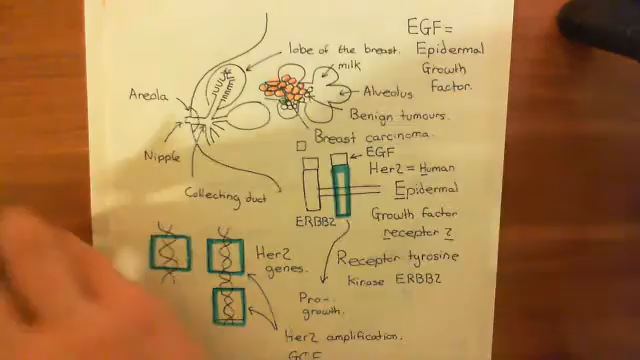 EGF =
Epidermal
Growth
Factor.
lobe of the breast.
milk
Areola
Alveolus
Benign tumours.
Breast carcinoma.
Nipple
EGF
Her2 = Human
Epidermal
Collecting duct
ERBB2
Growth factor
receptor 2
Her2
genes.
Receptor tyrosine
Kinase ERBB2
Pro-
growth.
Her2 amplification.